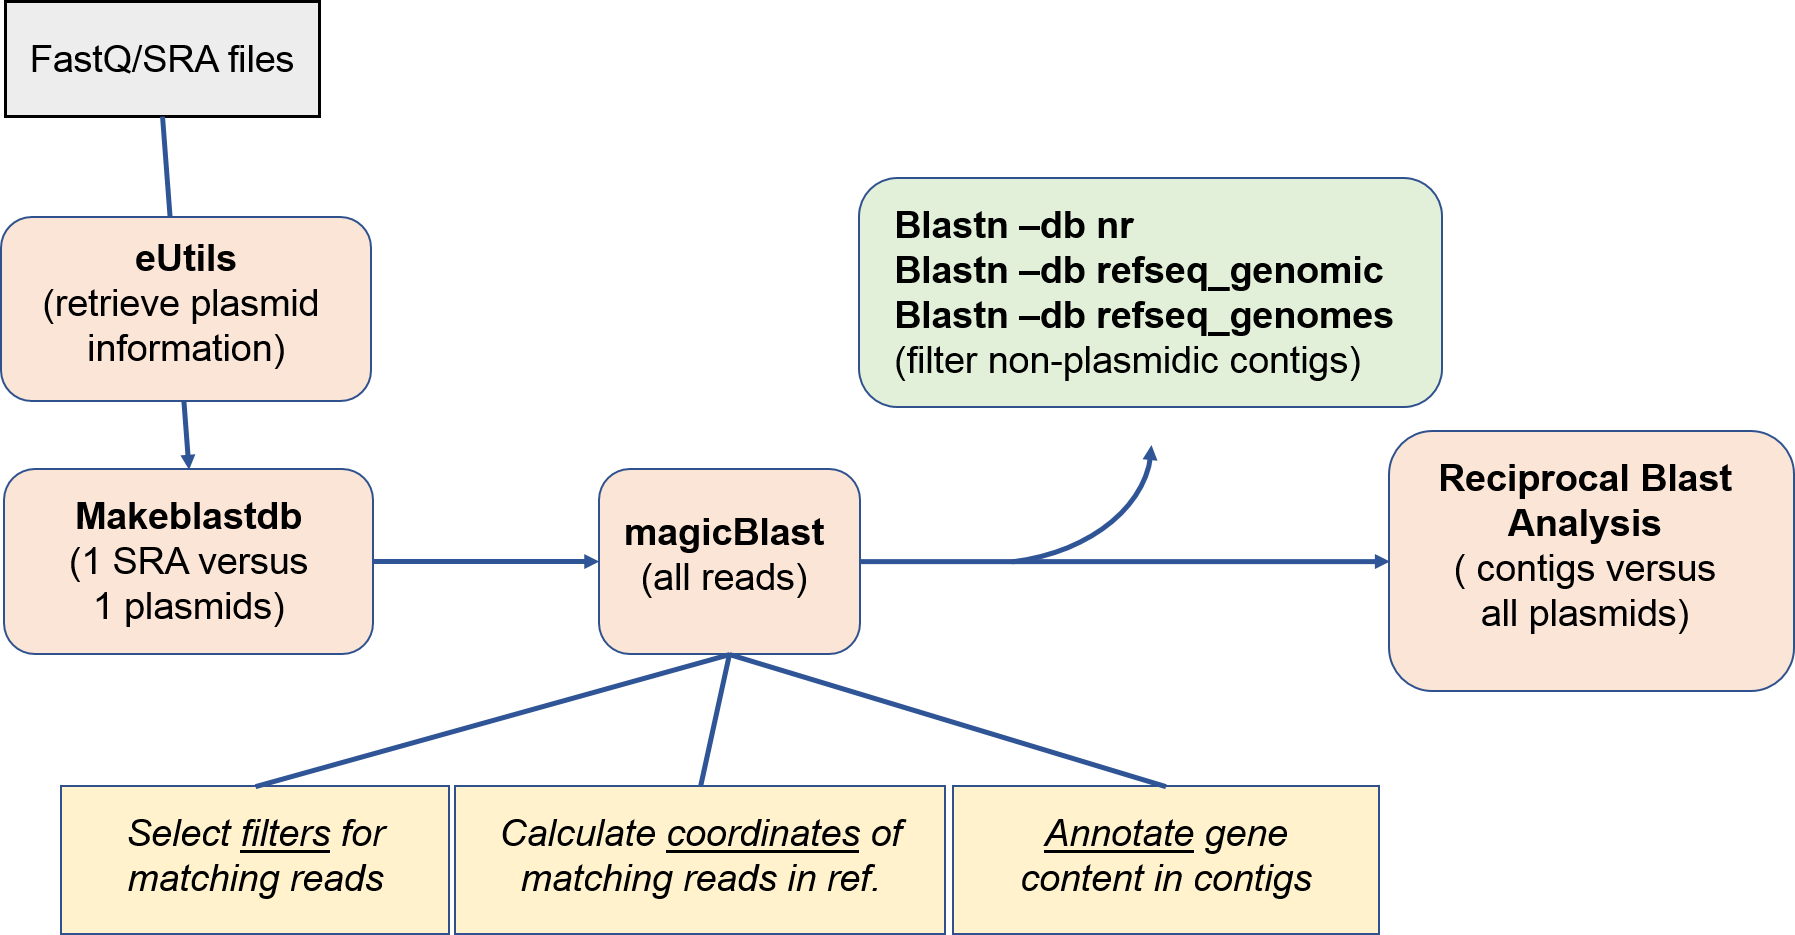 FastQ/SRA files
eUtils
(retrieve plasmid
information)
Blastn –db nr
Blastn –db refseq_genomic
Blastn –db refseq_genomes
(filter non-plasmidic contigs)
Makeblastdb
(1 SRA versus
1 plasmids)
magicBlast
(all reads)
Reciprocal Blast
Analysis
( contigs versus
all plasmids)
Select filters for
matching reads
Calculate coordinates of
matching reads in ref.
Annotate gene
content in contigs